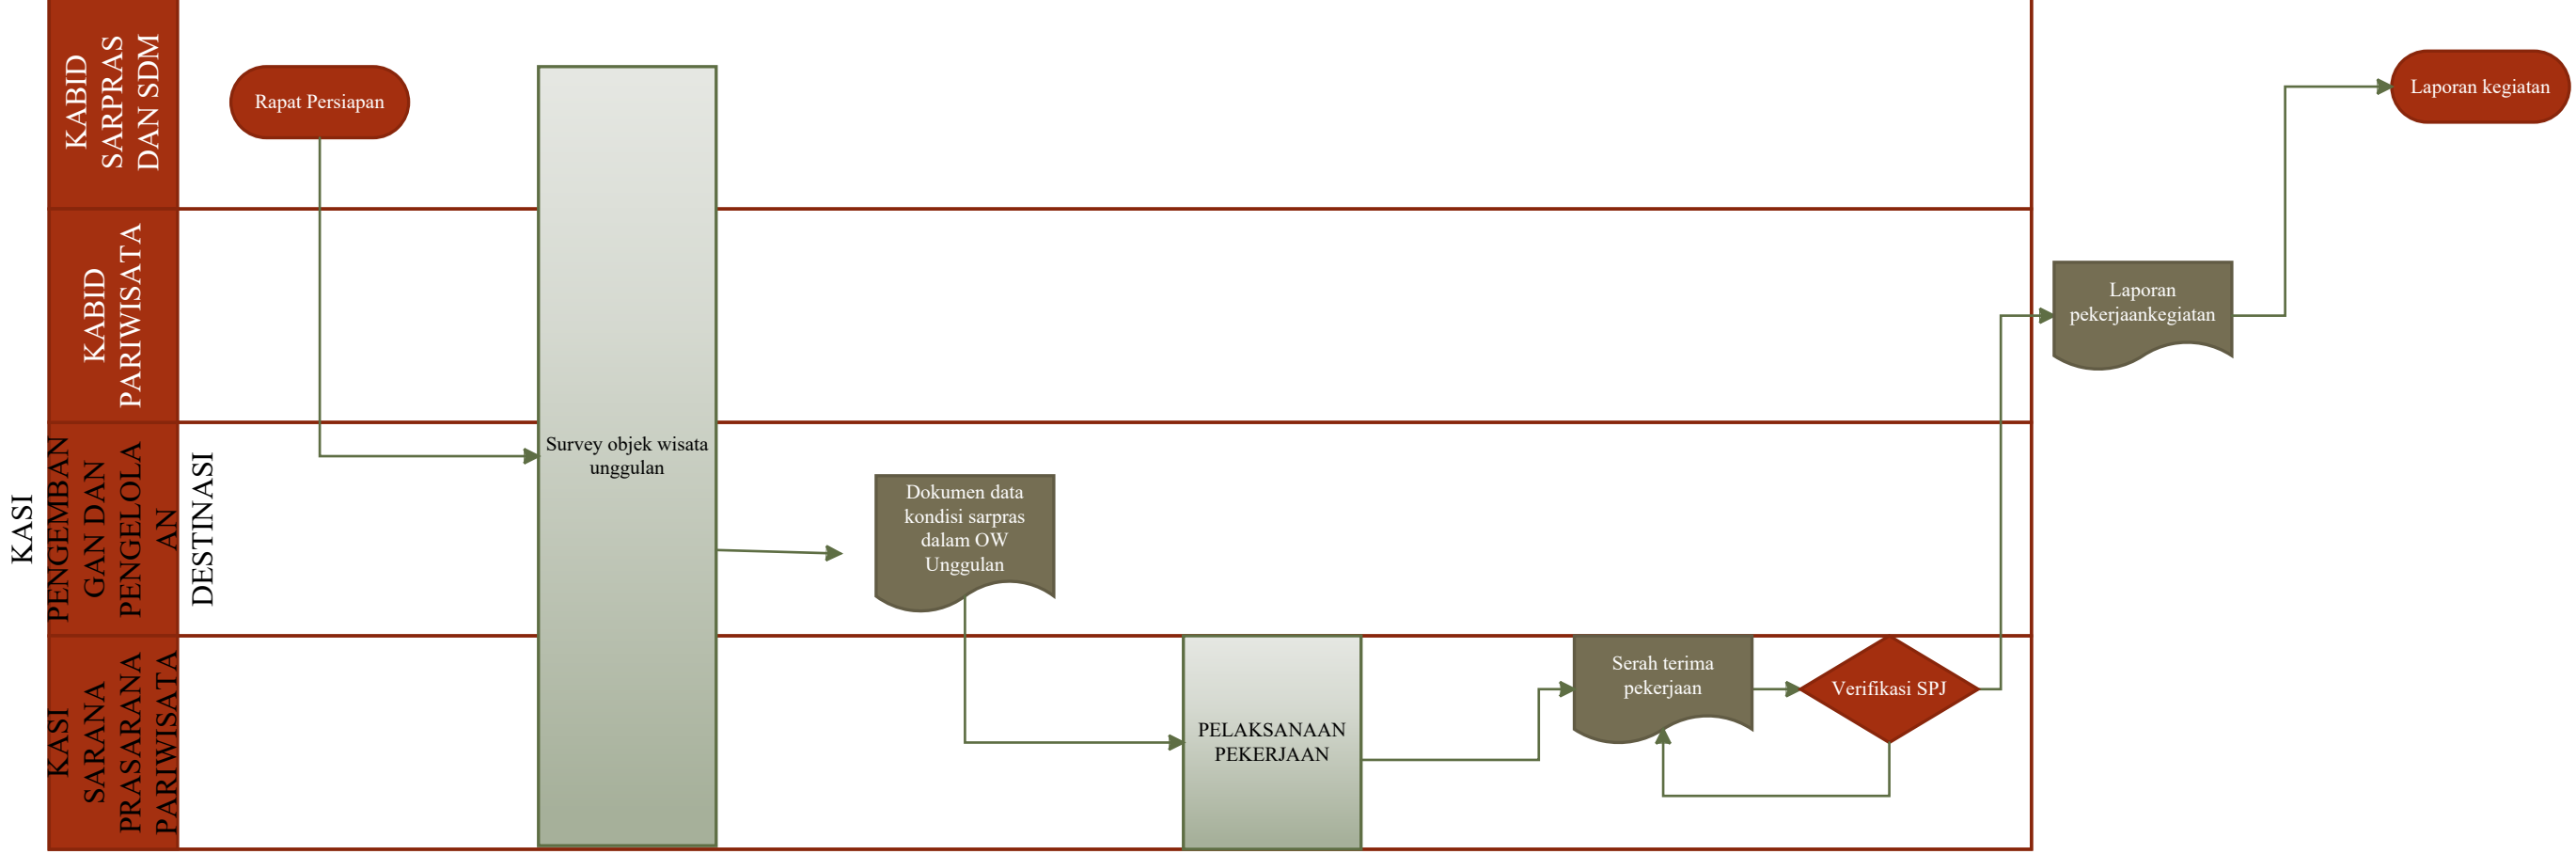 KABID
SARPRAS
DAN SDM
KABID
PARIWISATA
KASI
PENGEMBAN
GAN DAN
PENGELOLA
AN
DESTINASI
KASI
SARANA
PRASARANA
PARIWISATA
Rapat Persiapan
Survey objek wisata
unggulan
Dokumen data
kondisi sarpras
dalam OW
Unggulan
PELAKSANAAN
PEKERJAAN
Serah terima
pekerjaan
Verifikasi SPJ
Laporan
pekerjaankegiatan
Laporan kegiatan